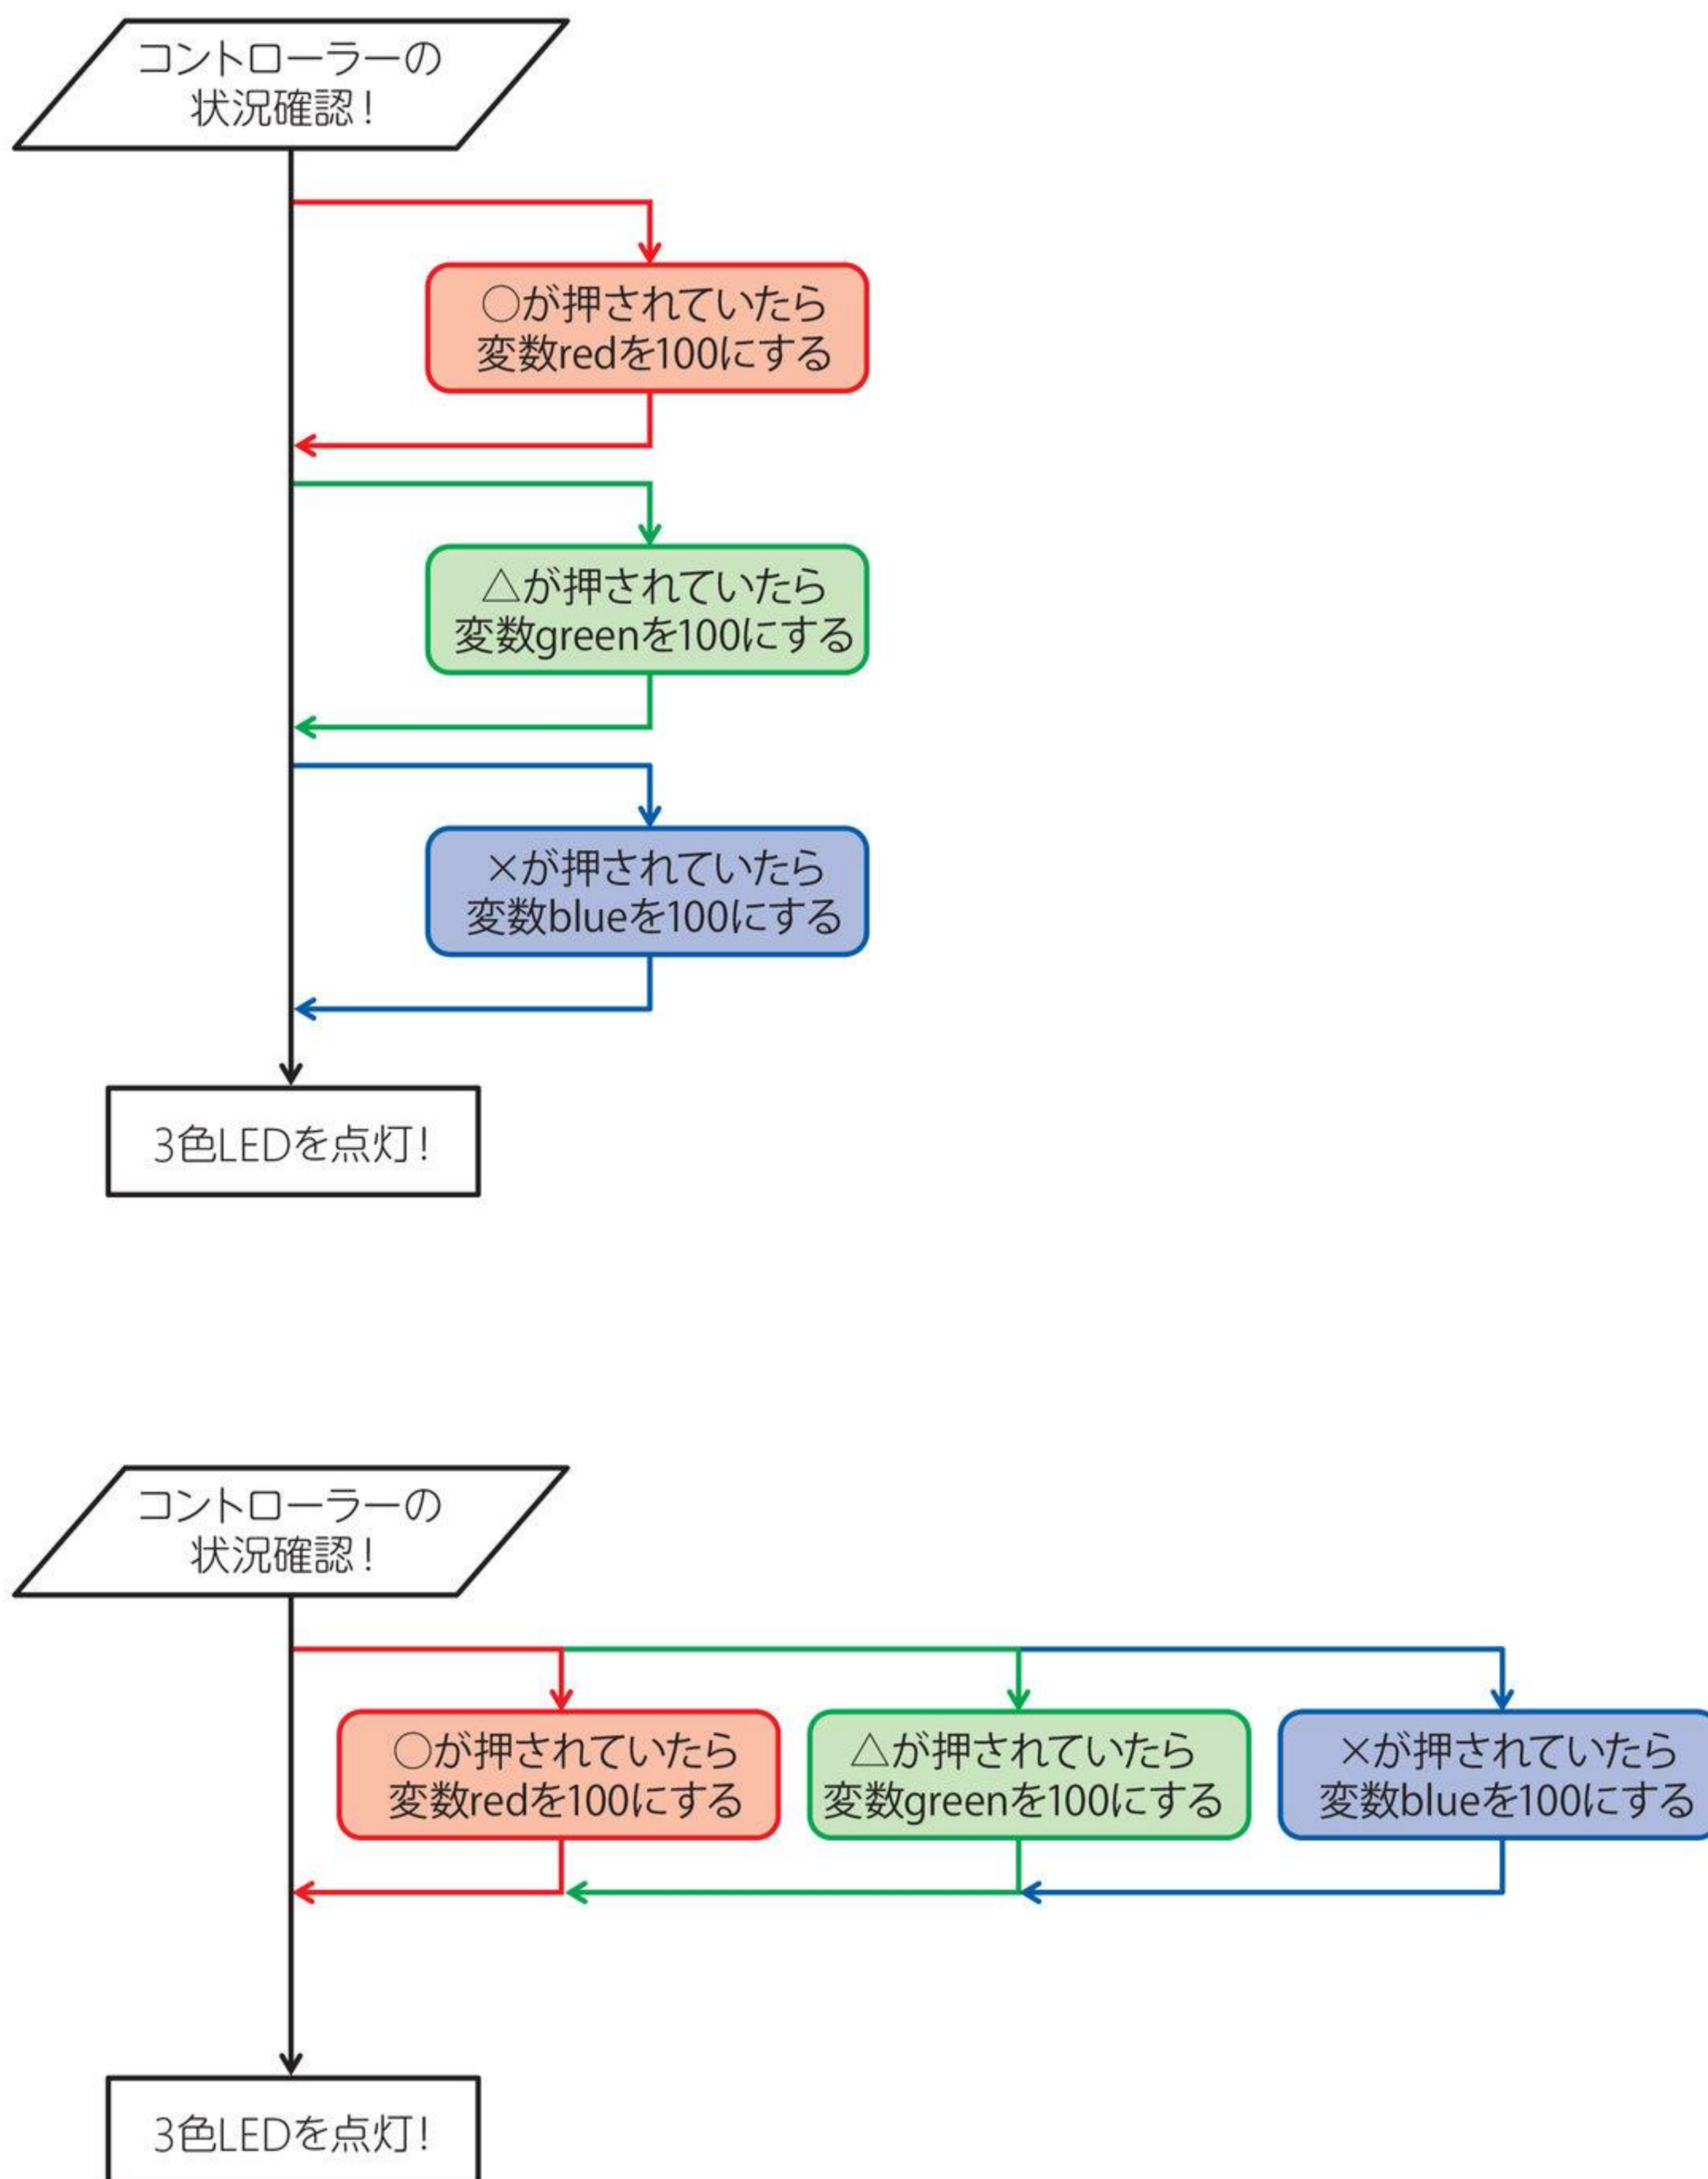 コントローラーの
状況確認！
○が押されていたら
変数redを100にする
△が押されていたら
変数greenを100にする
×が押されていたら
変数blueを100にする
3色LEDを点灯！
コントローラーの
状況確認！
○が押されていたら
変数redを100にする
△が押されていたら
変数greenを100にする
×が押されていたら
変数blueを100にする
3色LEDを点灯！